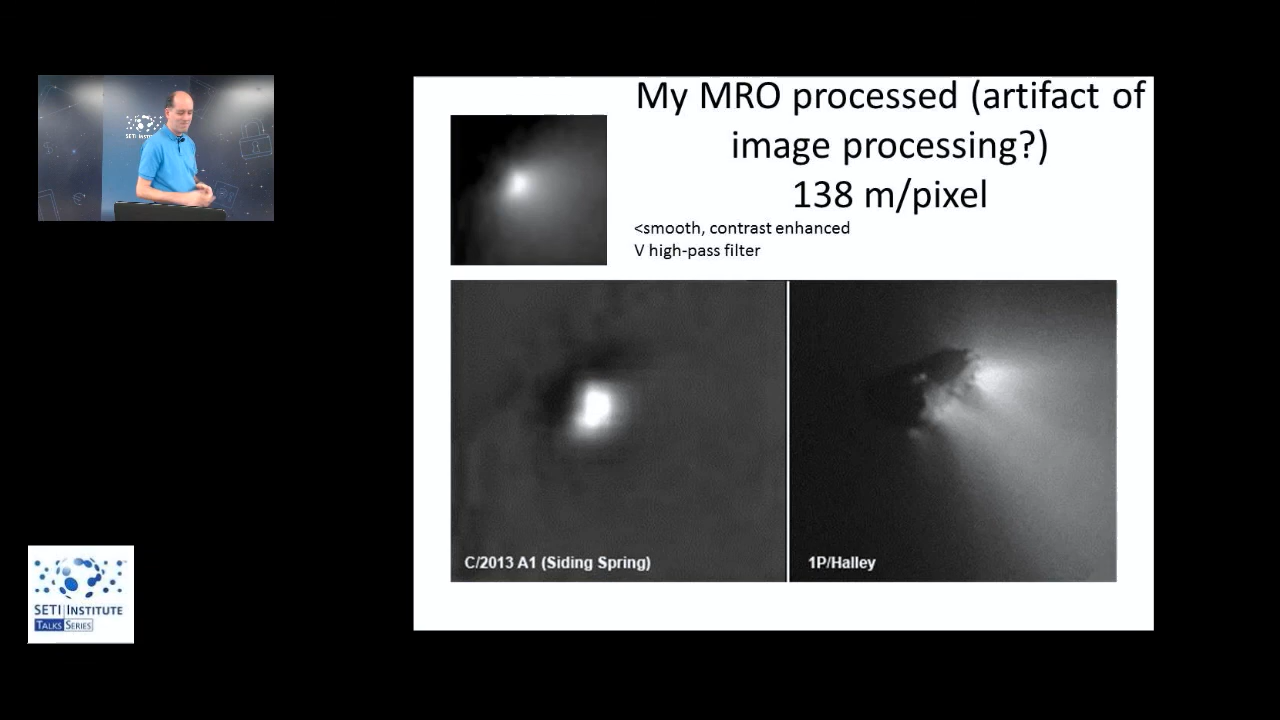 My MRO processed (artifact of
image processing?)
138 m/pixel
<smooth, contrast enhanced
V high-pass filter
C/2013 A1 (Siding Spring)
1P/Halley
SETI INSTITUTE
TALKS SERIES